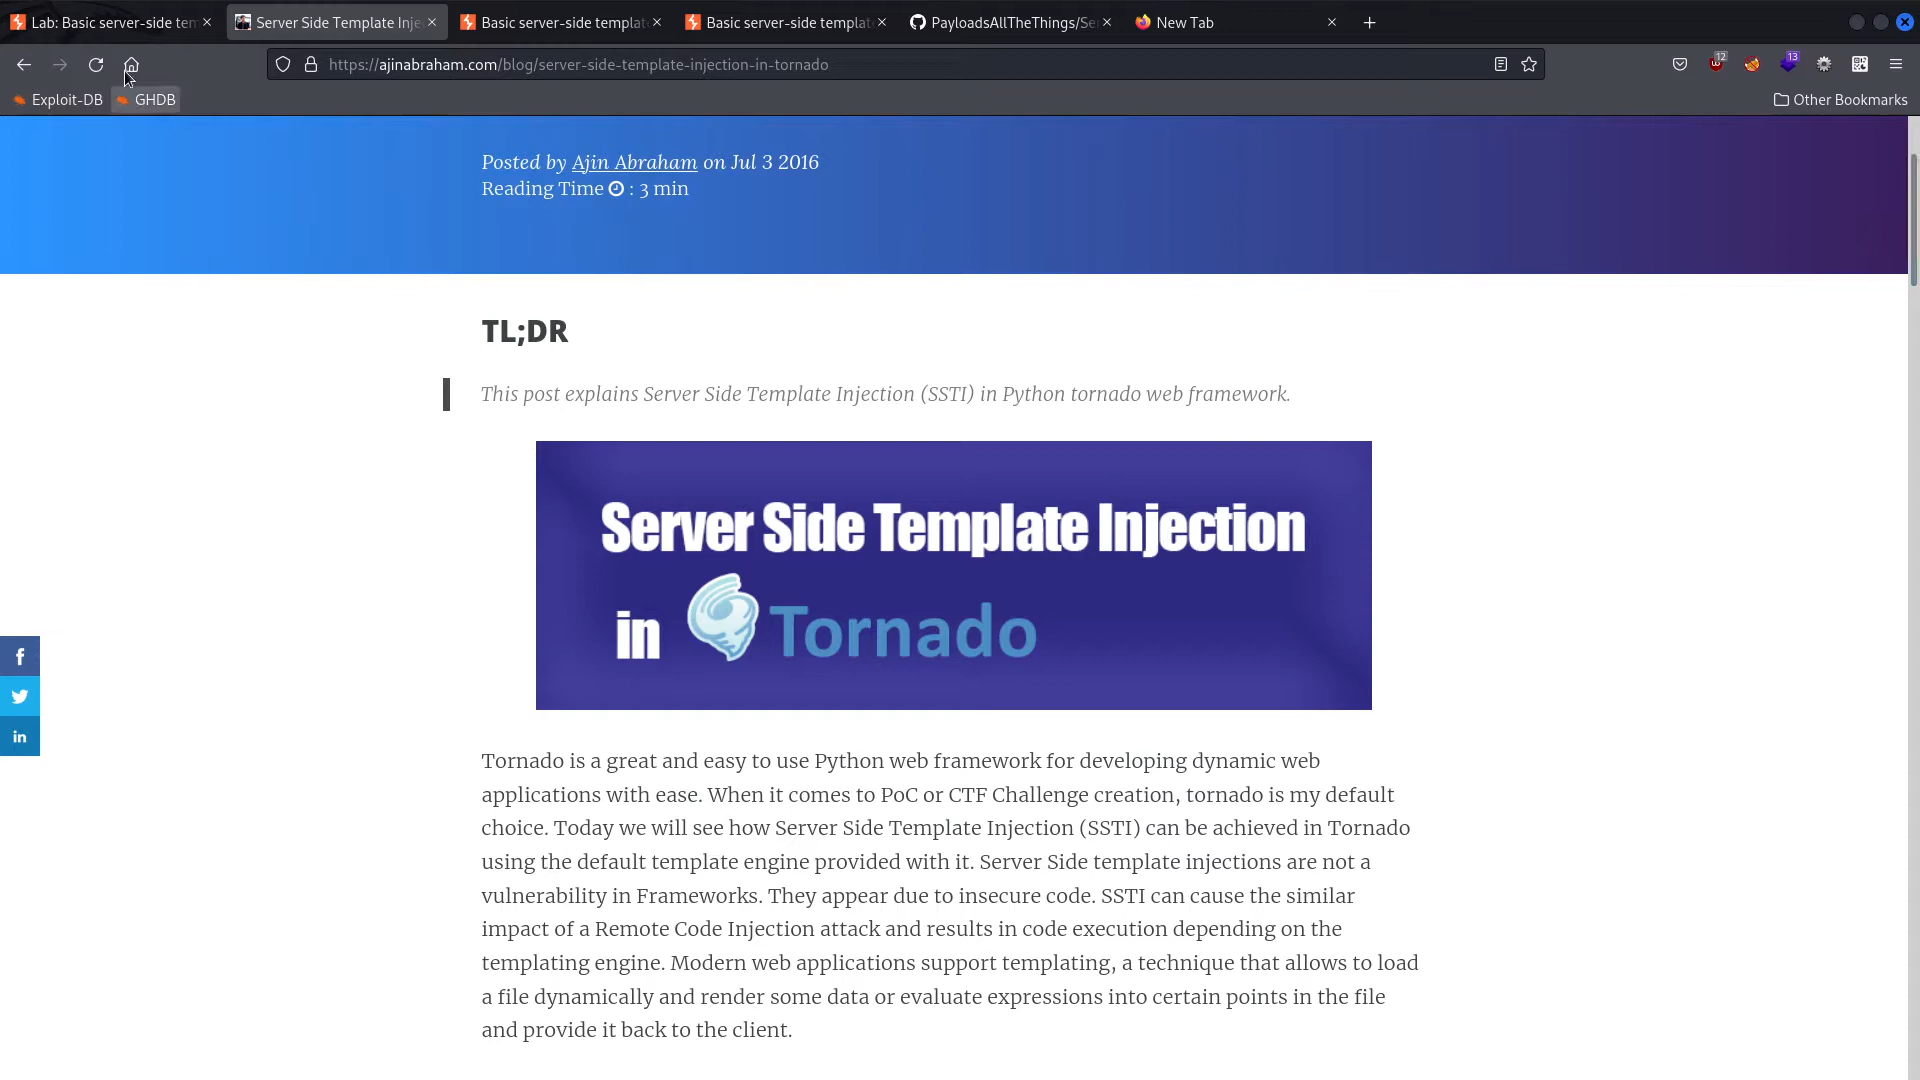 Lab: Basic server-side tem
Server Side Template Inje
Basic server-side templat
Basic server-side templat
PayloadsAllTheThings/Se
New Tab
https://ajinabraham.com/blog/server-side-template-injection-in-tornado
12
13
Exploit-DB
GHDB
Other Bookmarks
Posted by Ajin Abraham on Jul 3 2016
Reading Time : 3 min
TL;DR
This post explains Server Side Template Injection (SSTI) in Python tornado web framework.
Server Side Template Injection
in Tornado
Tornado is a great and easy to use Python web framework for developing dynamic web
applications with ease. When it comes to PoC or CTF Challenge creation, tornado is my default
choice. Today we will see how Server Side Template Injection (SSTI) can be achieved in Tornado
using the default template engine provided with it. Server Side template injections are not a
vulnerability in Frameworks. They appear due to insecure code. SSTI can cause the similar
impact of a Remote Code Injection attack and results in code execution depending on the
templating engine. Modern web applications support templating, a technique that allows to load
a file dynamically and render some data or evaluate expressions into certain points in the file
and provide it back to the client.